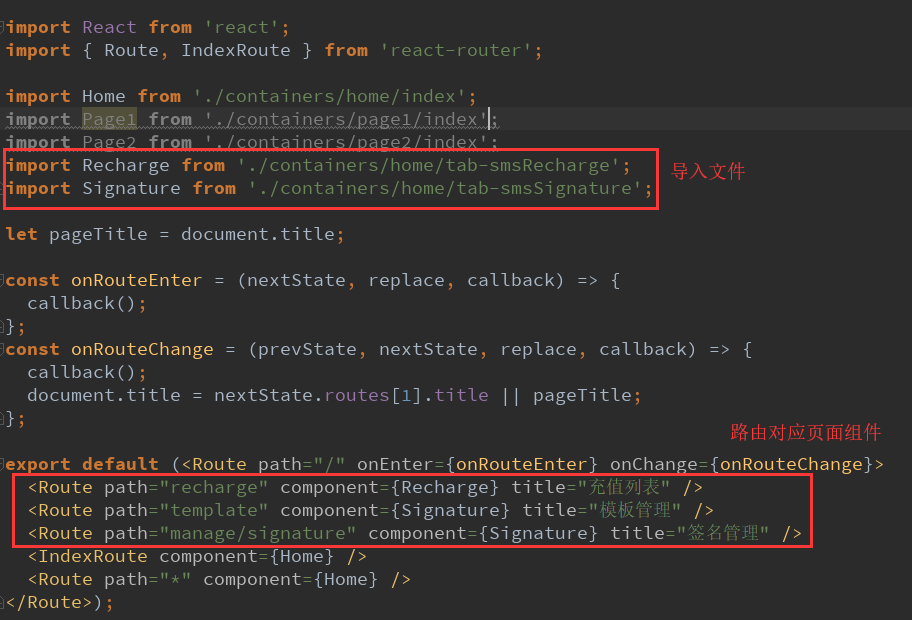 import React from 'react';
import { Route, IndexRoute } from 'react-router';
import Home from './containers/home/index';
import Page1 from './containers/page1/index';
import Page2 from './containers/page2/index';
import Recharge from './containers/home/tab-smsRecharge';
导入文件
import Signature from './containers/home/tab-smsSignature';
let pageTitle = document.title;
const onRouteEnter = (nextState, replace, callback) => {
callback();
};
const onRouteChange = (prevState, nextState, replace, callback) => {
callback();
document.title = nextState.routes[1].title || pageTitle;
};
路由对应页面组件
export default (<Route path="/" onEnter={onRouteEnter} onChange={onRouteChange}>
<Route path="recharge" component={Recharge} title="充值列表" />
<Route path="template" component={Signature} title="模板管理" />
<Route path="manage/signature" component={Signature} title="签名管理" />
<IndexRoute component={Home} />
<Route path="*" component={Home} />
</Route>);